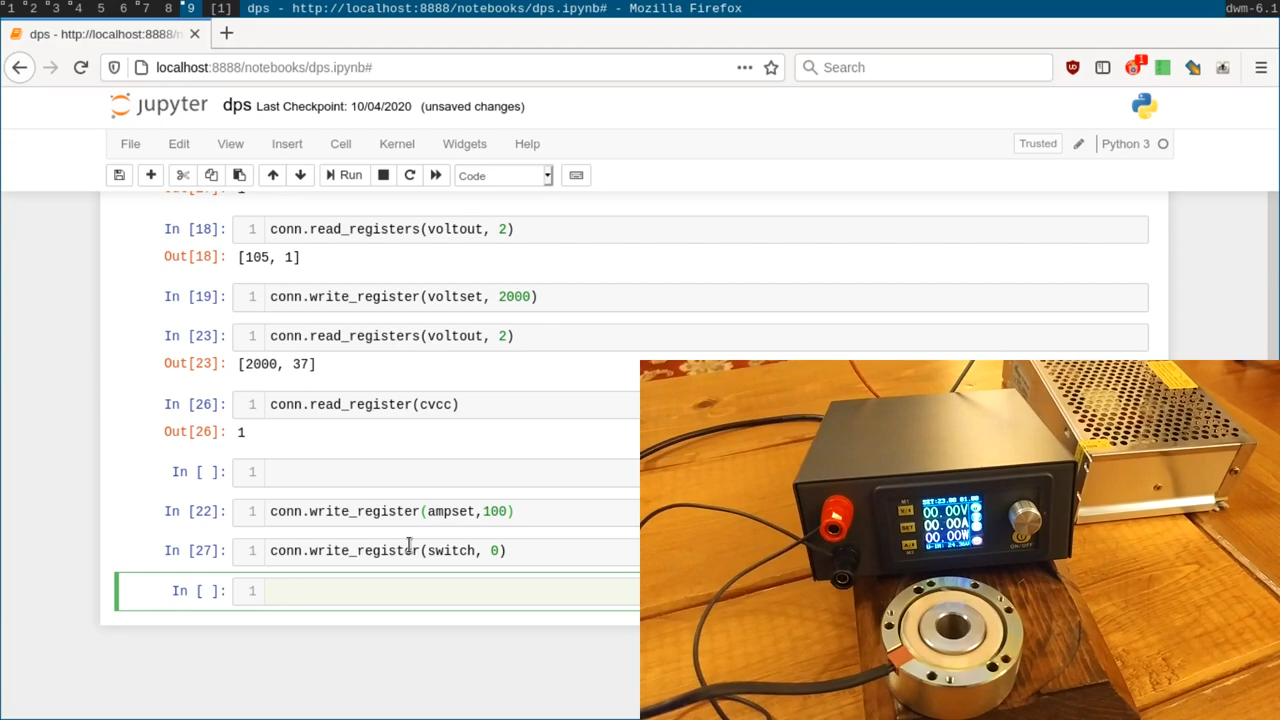 1 2 3 4 5 6 7 8 9 [1] dps - http://localhost:8888/notebooks/dps.ipynb# - Mozilla Firefox dwm-6.1
dps - http://localhost:8888/n
localhost:8888/notebooks/dps.ipynb# Search 1
jupyter dps Last Checkpoint: 10/04/2020 (unsaved changes)
File Edit View Insert Cell Kernel Widgets Help Trusted Python 3
Run Code
In [18]: 1 conn.read_registers(voltout, 2)
Out[18]: [105, 1]
In [19]: 1 conn.write_register(voltset, 2000)
In [23]: 1 conn.read_registers(voltout, 2)
Out[23]: [2000, 37]
In [26]: 1 conn.read_register(cvcc)
Out[26]: 1
In [ ]: 1
In [22]: 1 conn.write_register(ampset,100)
In [27]: 1 conn.write_register(switch, 0)
In [ ]: 1
M1
V/↕
SET
A/↕
M2
00.00V
00.00A
00.00W
ON/OFF